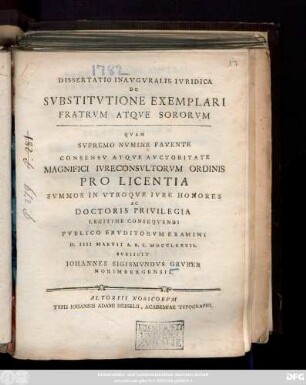 1782
57
DISSERTATIO INAVGVRALIS IVRIDICA
DE
SVBSTITVTIONE EXEMPLARI
FRATRVM ATQVE SORORVM
QVAM
SVPREMO NVMINE FAVENTE
CONSENSV ATQVE AVCTORITATE
MAGNIFICI IVRECONSVLTORVM ORDINIS
PRO LICENTIA
SVMMOS IN VTROQVE IVRE HONORES
AC
DOCTORIS PRIVILEGIA
LEGITIME CONSEQVENDI
PVBLICO ERVDITORVM EXAMINI
D. IIII MARTII A. R. S. MDCCLXXXII.
SVBIICIT
IOHANNES SIGISMVNDVS GRVBER
NORIMBERGENSIS.
ALTORFII NORICORVM
TYPIS IOHANNIS ADAMI HESSELII, ACADEMIAE TYPOGRAPHI.